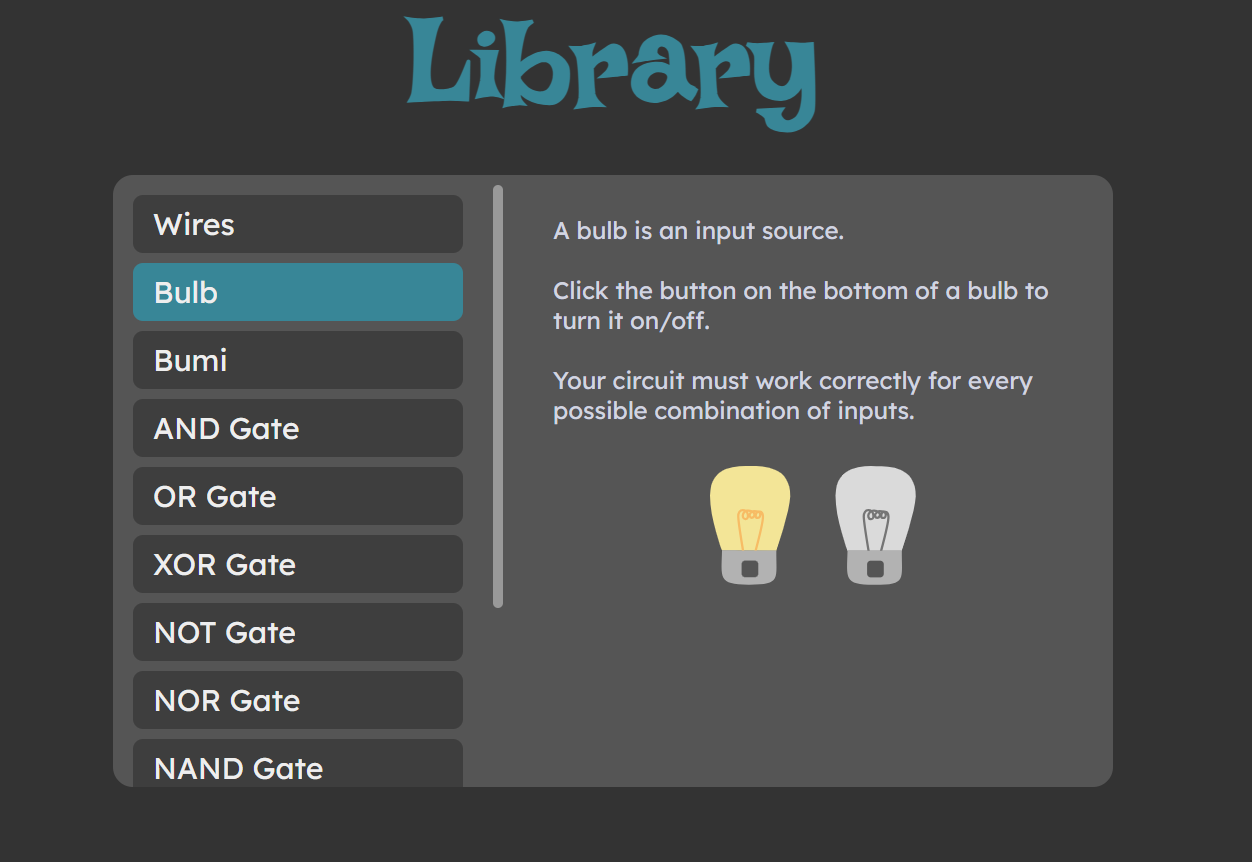 Library
Wires
Bulb
Bumi
AND Gate
OR Gate
XOR Gate
NOT Gate
NOR Gate
NAND Gate
A bulb is an input source.
Click the button on the bottom of a bulb to
turn it on/off.
Your circuit must work correctly for every
possible combination of inputs.